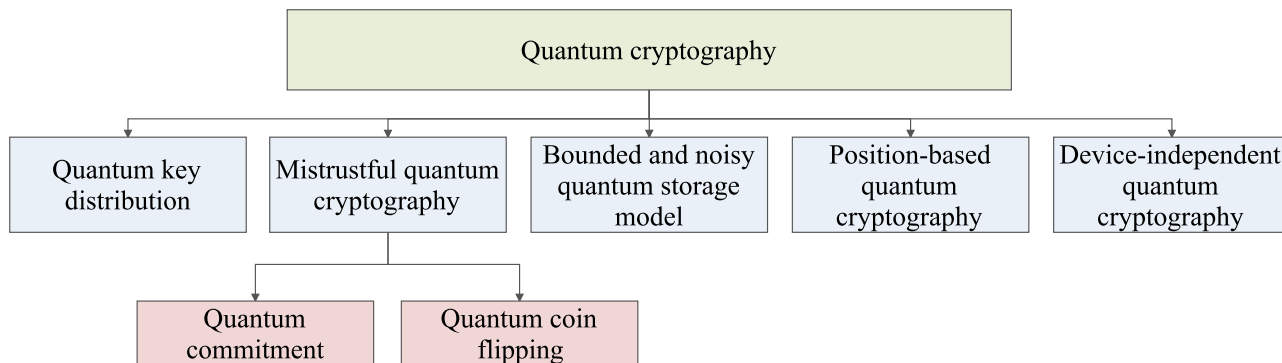 Quantum cryptography
Quantum key
distribution
Mistrustful quantum
cryptography
Bounded and noisy
quantum storage
model
Position-based
quantum
cryptography
Device-independent
quantum
cryptography
Quantum
commitment
Quantum coin
flipping